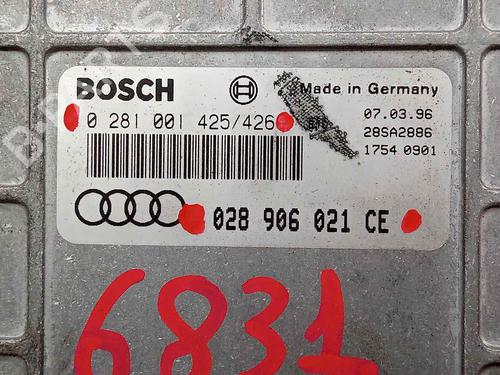 BOSCH
Made in Germany
0 281 001 425/426
07.03.96
28SA2886
1754 0901
028 906 021 CE
6831